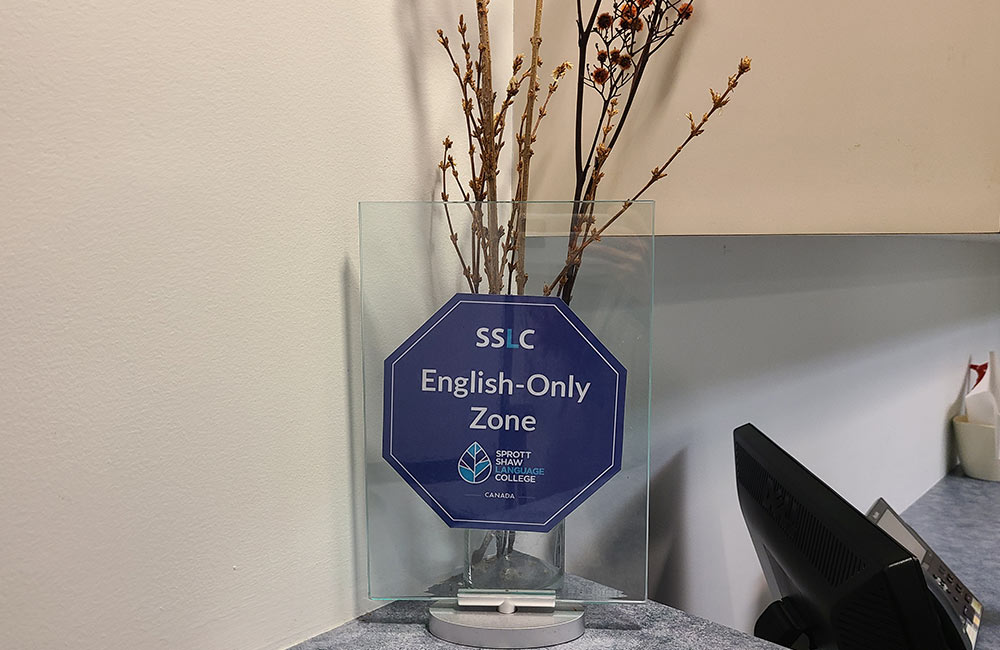 SSLC
English-Only
Zone
SPROTT
SHAW
LANGUAGE
COLLEGE
CANADA